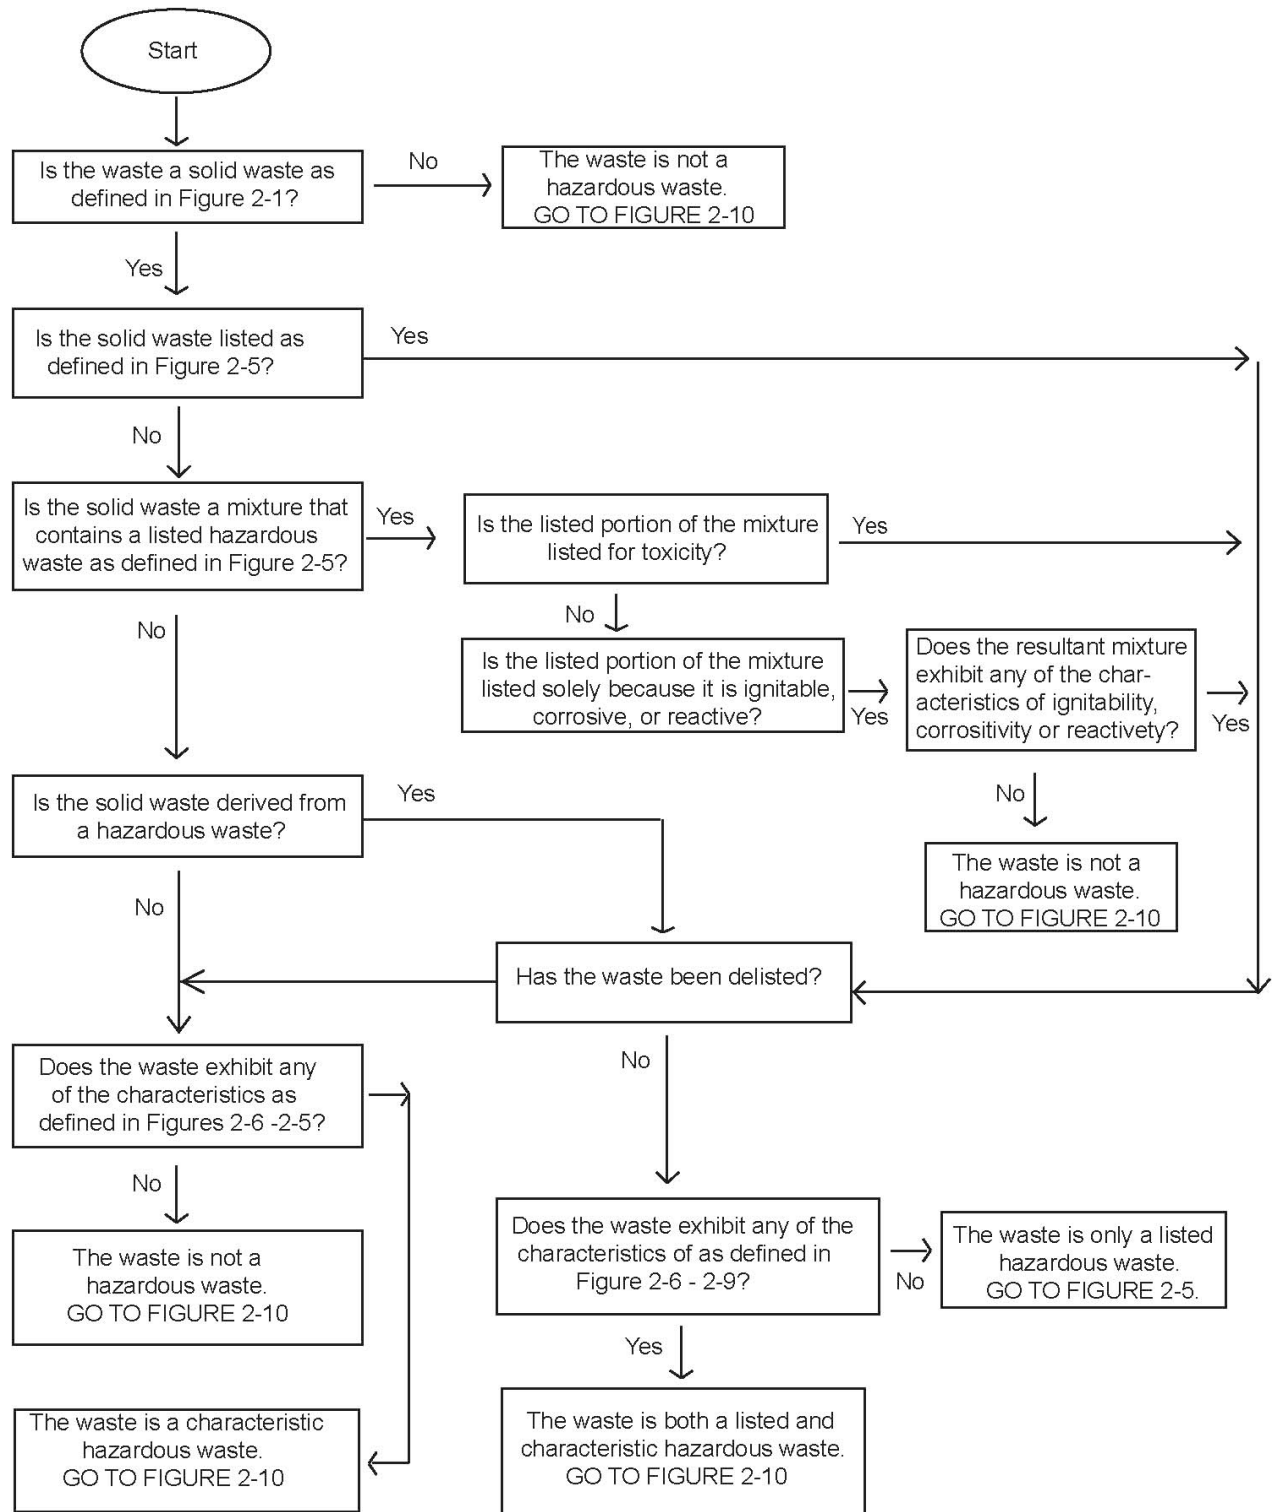 Start
Is the waste a solid waste as
defined in Figure 2-1?
No
The waste is not a
hazardous waste.
GO TO FIGURE 2-10
Yes
Is the solid waste listed as
defined in Figure 2-5?
Yes
No
Is the solid waste a mixture that
contains a listed hazardous
waste as defined in Figure 2-5?
Yes
Is the listed portion of the mixture
listed for toxicity?
Yes
No
No
Is the listed portion of the mixture
listed solely because it is ignitable,
corrosive, or reactive?
Yes
Does the resultant mixture
exhibit any of the char-
acteristics of ignitability,
corrositivity or reactivety?
Yes
No
The waste is not a
hazardous waste.
GO TO FIGURE 2-10
Is the solid waste derived from
a hazardous waste?
Yes
No
Has the waste been delisted?
No
Does the waste exhibit any
of the characteristics as
defined in Figures 2-6 -2-5?
No
The waste is not a
hazardous waste.
GO TO FIGURE 2-10
Does the waste exhibit any of the
characteristics of as defined in
Figure 2-6 - 2-9?
No
The waste is only a listed
hazardous waste.
GO TO FIGURE 2-5.
Yes
The waste is a characteristic
hazardous waste.
GO TO FIGURE 2-10
The waste is both a listed and
characteristic hazardous waste.
GO TO FIGURE 2-10